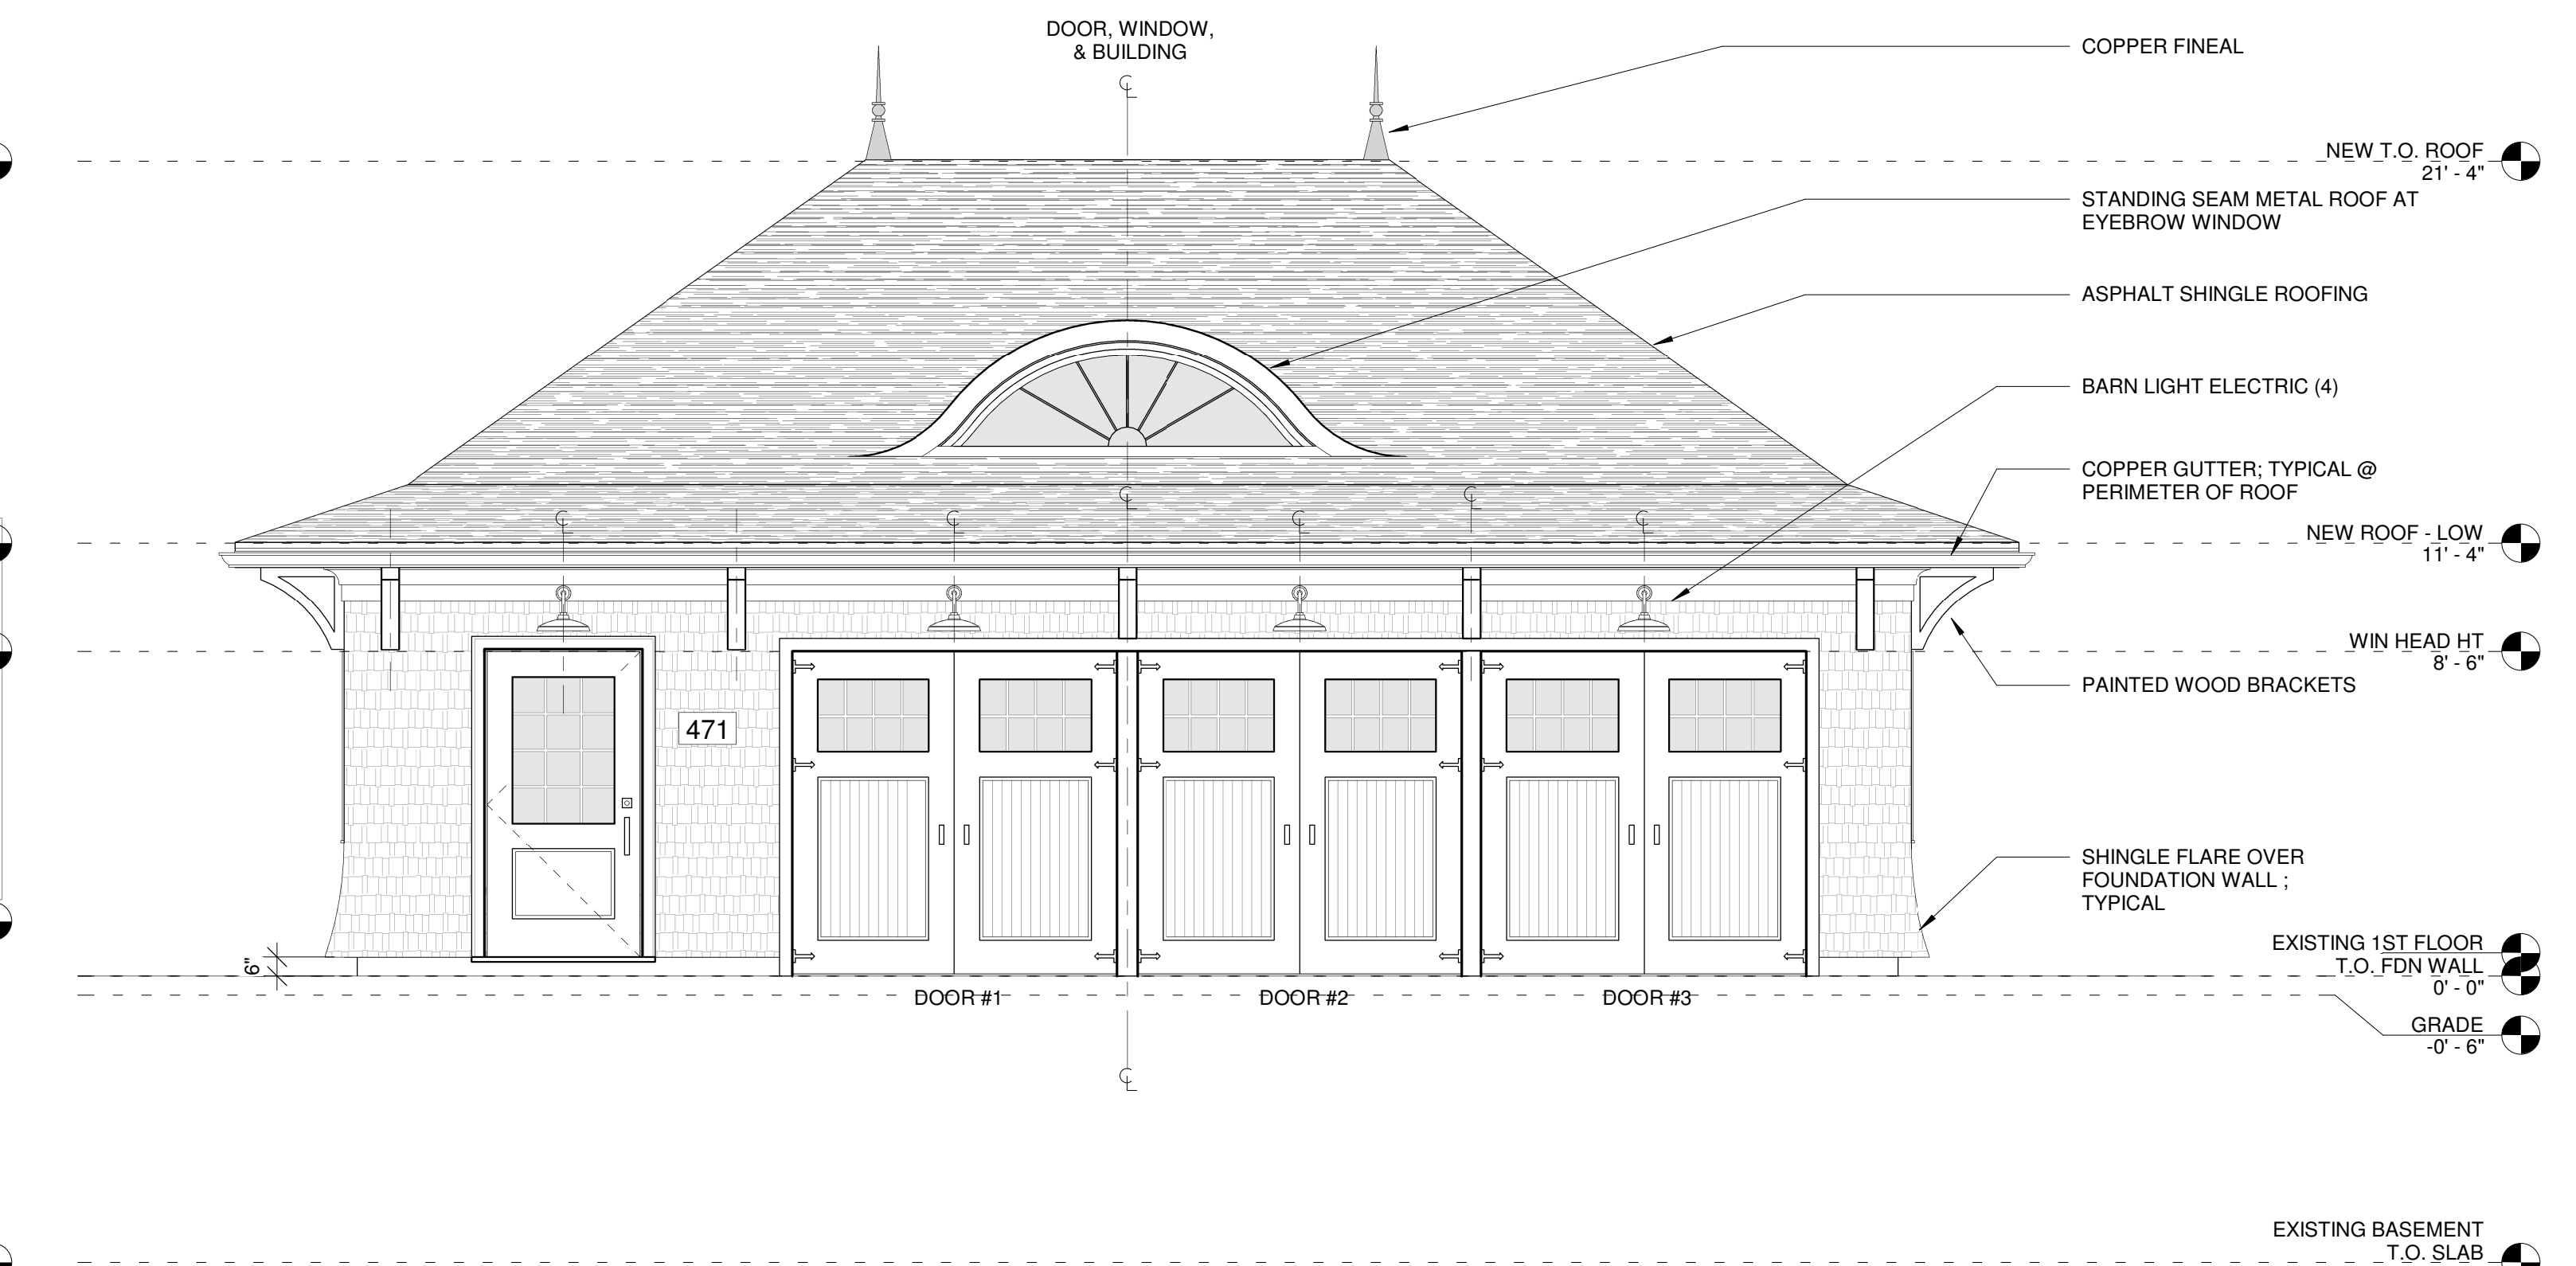 DOOR, WINDOW,
& BUILDING
COPPER FINEAL
NEW T.O. ROOF
21' - 4"
STANDING SEAM METAL ROOF AT
EYEBROW WINDOW
ASPHALT SHINGLE ROOFING
BARN LIGHT ELECTRIC (4)
COPPER GUTTER; TYPICAL @
PERIMETER OF ROOF
NEW ROOF - LOW
11' - 4"
WIN HEAD HT
8' - 6"
PAINTED WOOD BRACKETS
471
SHINGLE FLARE OVER
FOUNDATION WALL ;
TYPICAL
EXISTING 1ST FLOOR
T.O. FDN WALL
0' - 0"
6"
DOOR #1
DOOR #2
DOOR #3
GRADE
-0' - 6"
EXISTING BASEMENT
T.O. SLAB